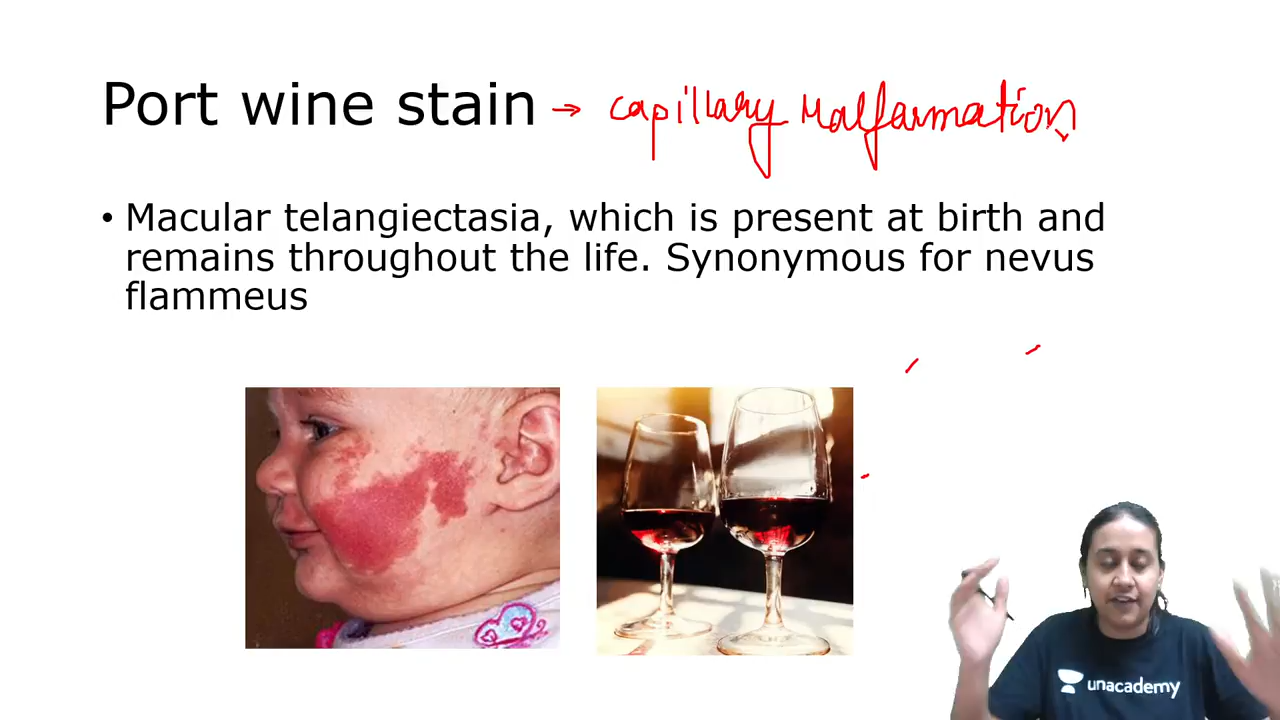 Port wine stain → capillary Malformation
• Macular telangiectasia, which is present at birth and
remains throughout the life. Synonymous for nevus
flammeus
unacademy